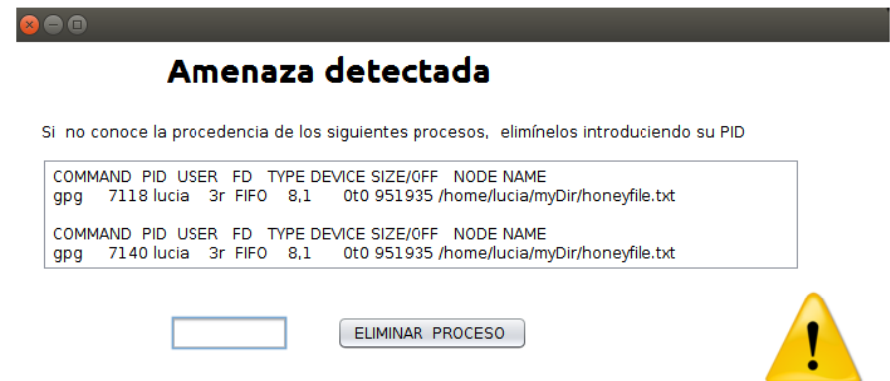 Amenaza detectada
Si no conoce la procedencia de los siguientes procesos, elimínelos introduciendo su PID
COMMAND PID USER FD TYPE DEVICE SIZE/0FF NODE NAME
gpg 7118 lucia 3r FIFO 8,1 0t0 951935 /home/lucia/myDir/honeyfile.txt
COMMAND PID USER FD TYPE DEVICE SIZE/0FF NODE NAME
gpg 7140 lucia 3r FIFO 8,1 0t0 951935 /home/lucia/myDir/honeyfile.txt
ELIMINAR PROCESO